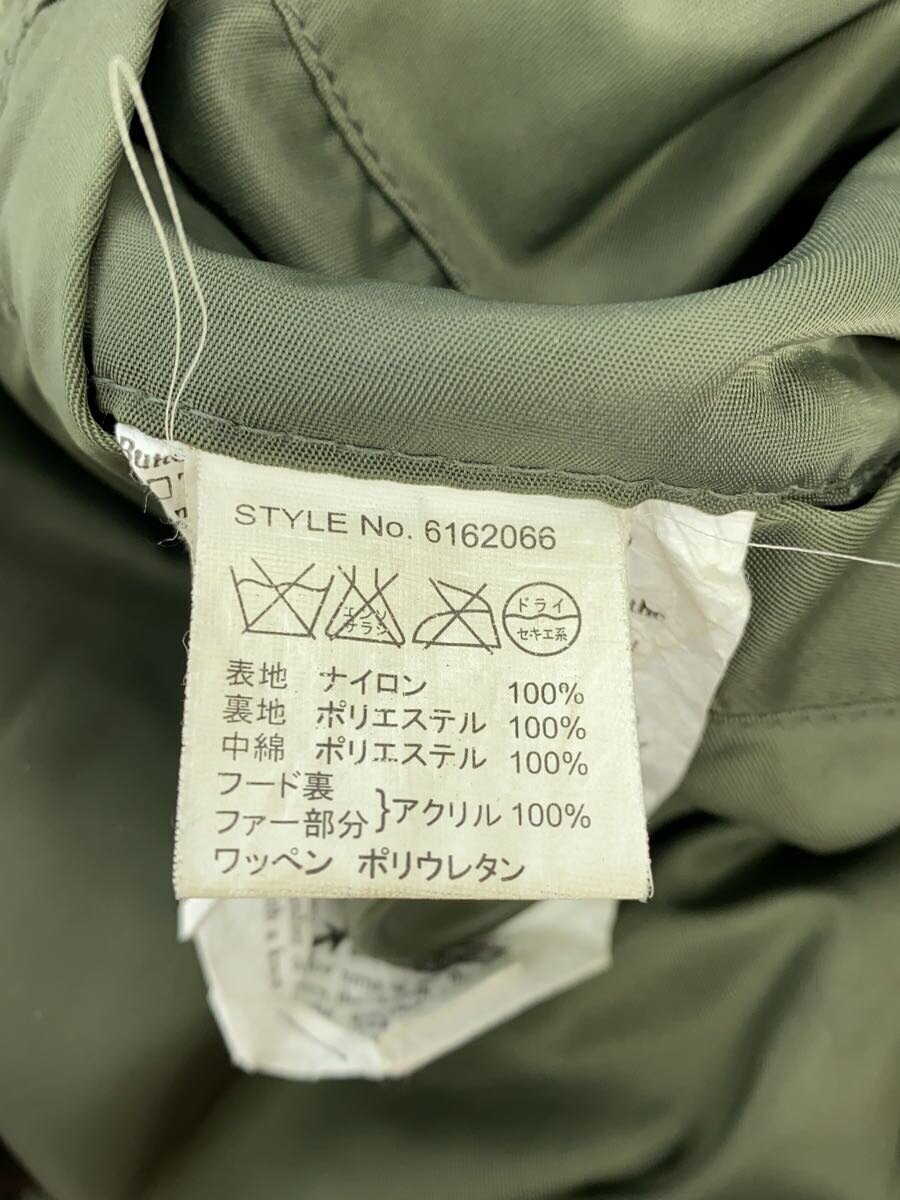 STYLE No. 6162066
エンソ
サラシ
ドライ
セキエ系
表地 ナイロン 100%
裏地 ポリエステル 100%
中綿 ポリエステル 100%
フード裏
ファー部分 }アクリル 100%
ワッペン ポリウレタン
the